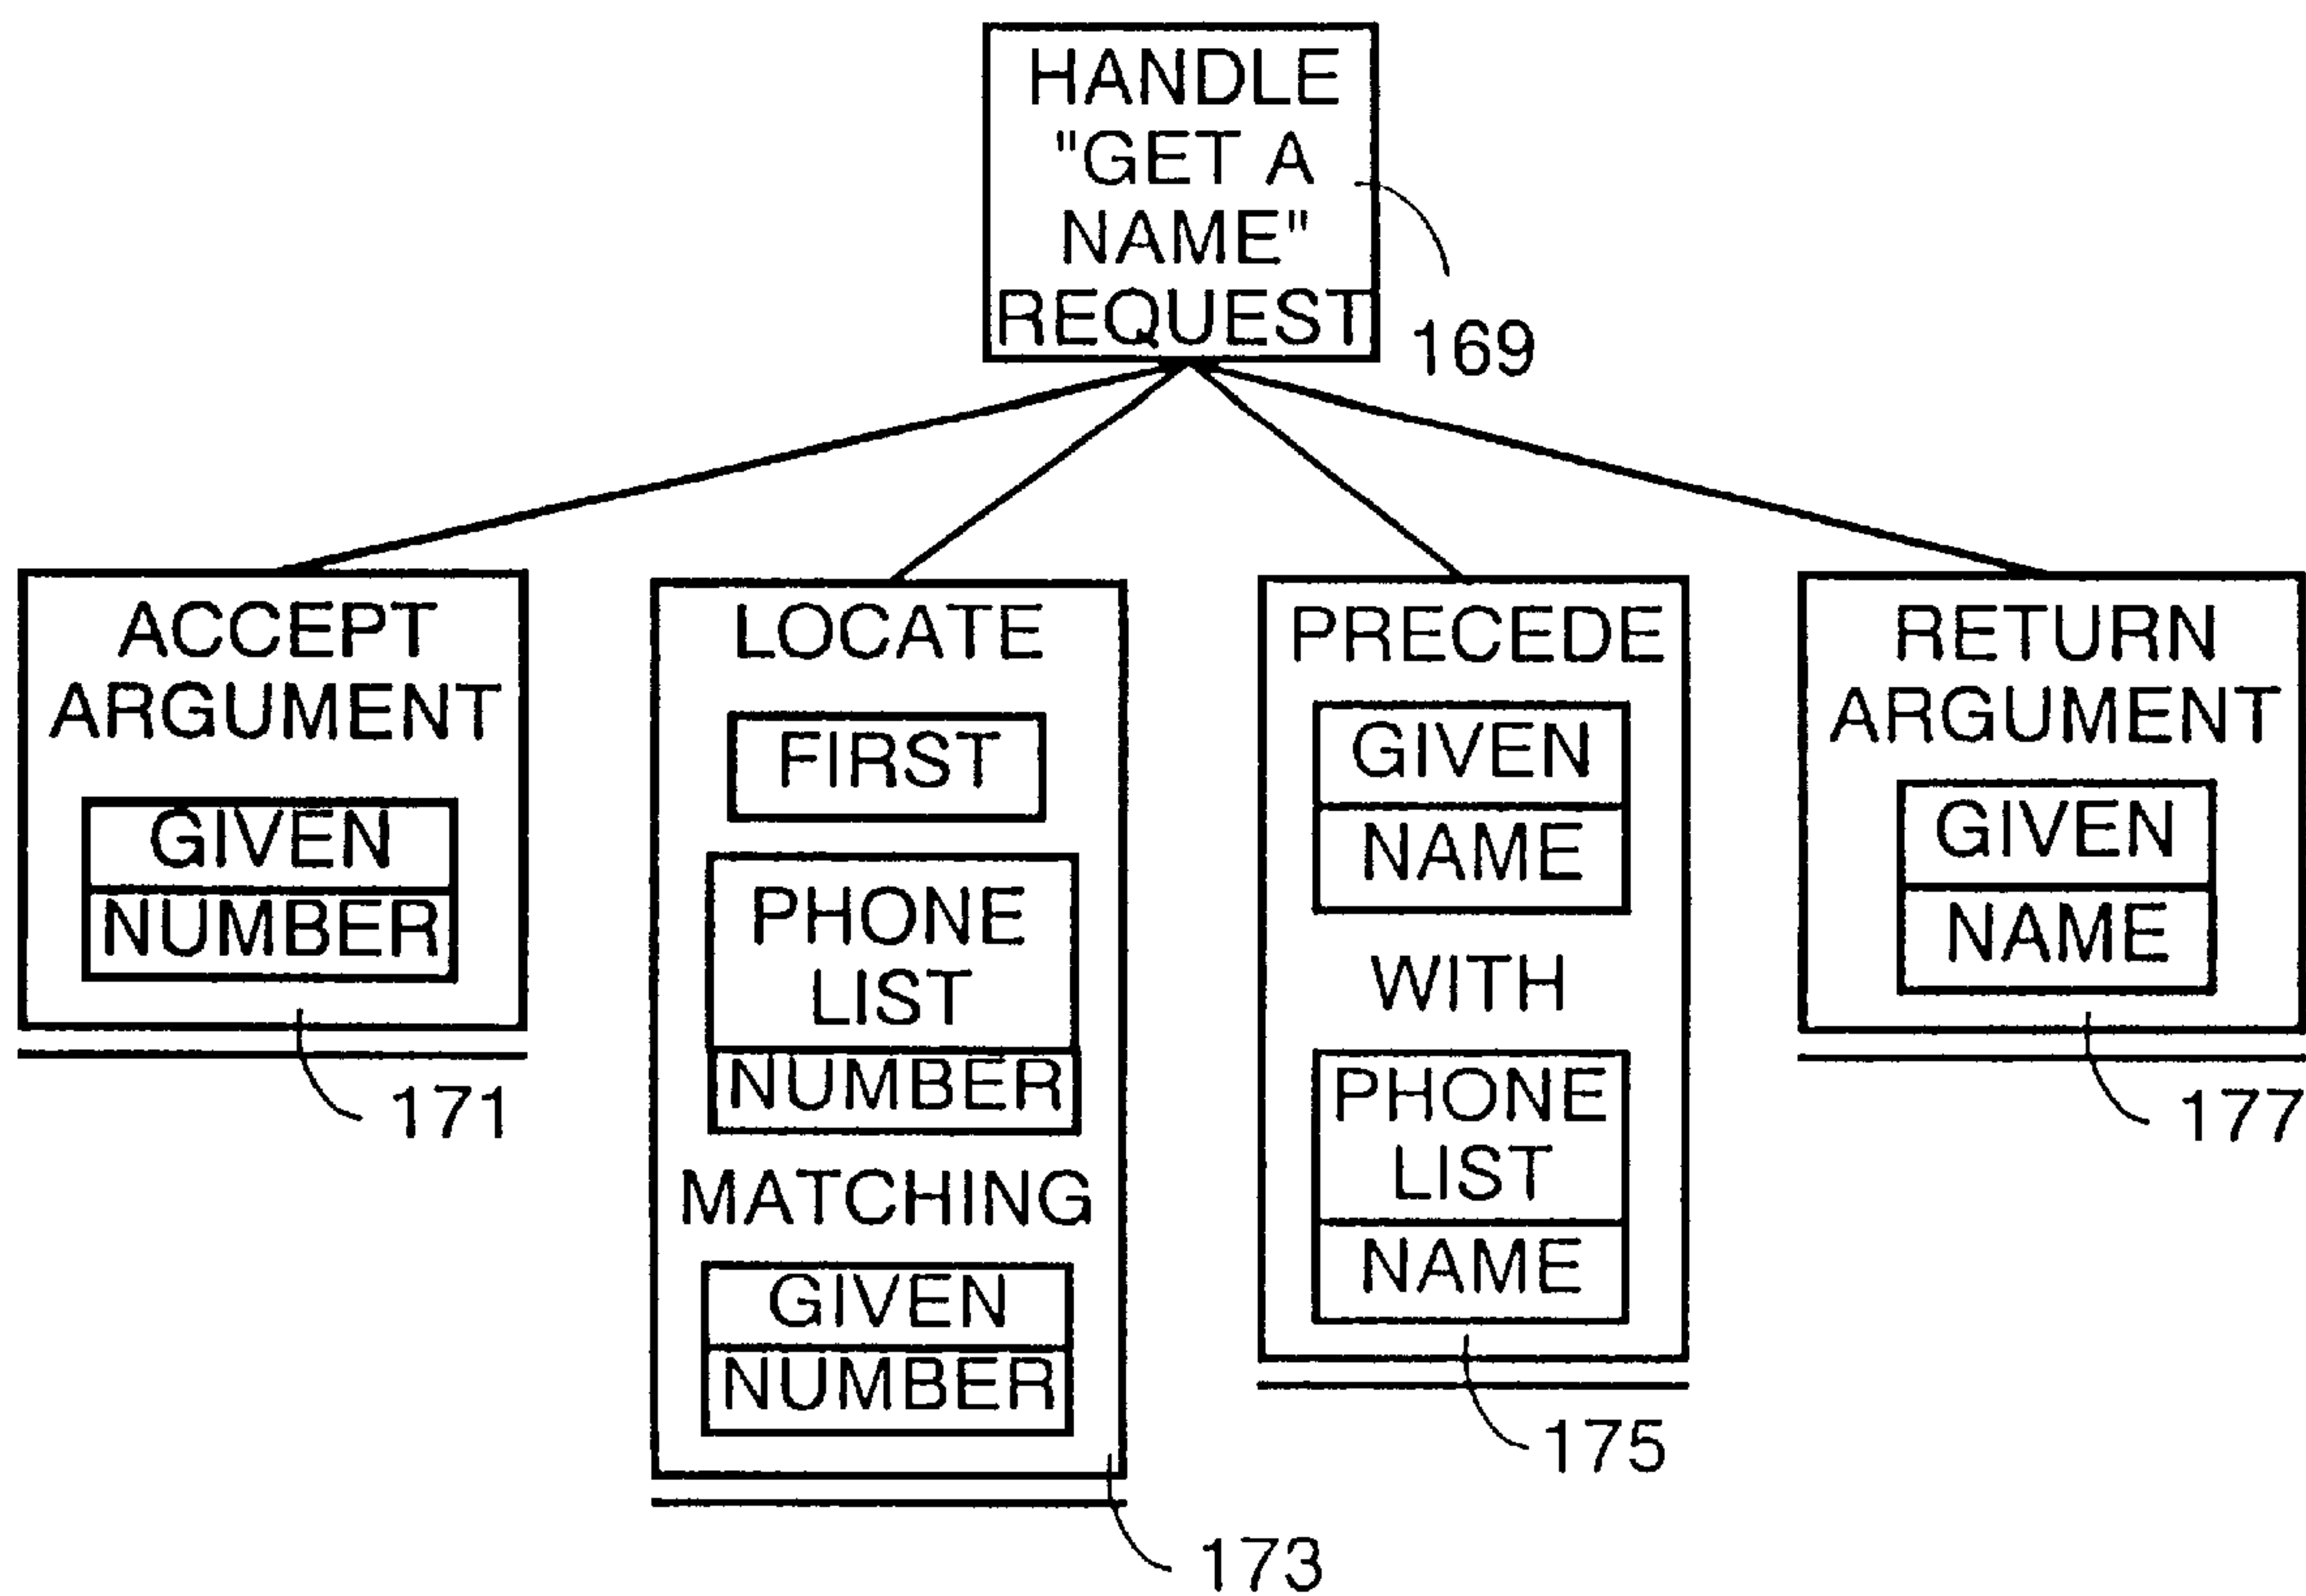 HANDLE
"GET A
NAME"
REQUEST
169
ACCEPT
ARGUMENT
GIVEN
NUMBER
171
LOCATE
FIRST
PHONE
LIST
NUMBER
MATCHING
GIVEN
NUMBER
173
PRECEDE
GIVEN
NAME
WITH
PHONE
LIST
NAME
175
RETURN
ARGUMENT
GIVEN
NAME
177